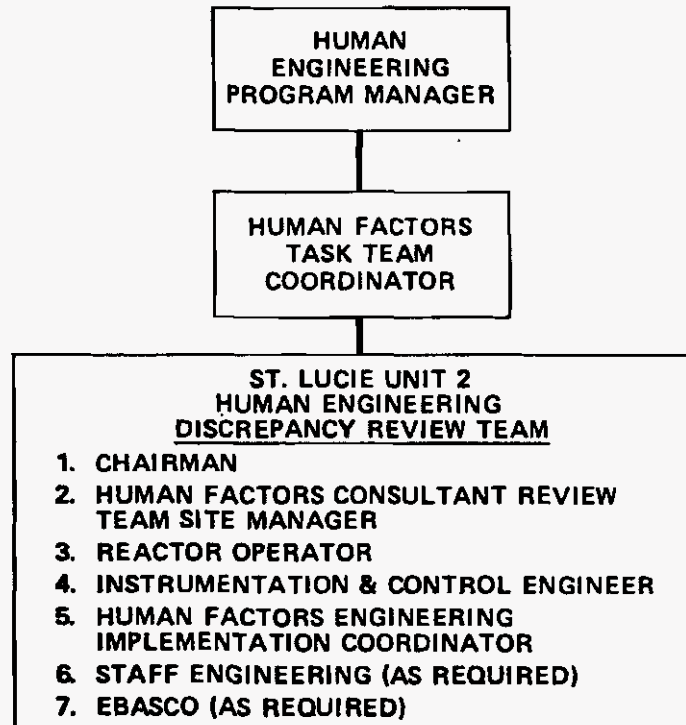 HUMAN
ENGINEERING
PROGRAM MANAGER
HUMAN FACTORS
TASK TEAM
COORDINATOR
ST. LUCIE UNIT 2
HUMAN ENGINEERING
DISCREPANCY REVIEW TEAM
1. CHAIRMAN
2. HUMAN FACTORS CONSULTANT REVIEW
TEAM SITE MANAGER
3. REACTOR OPERATOR
4. INSTRUMENTATION & CONTROL ENGINEER
5. HUMAN FACTORS ENGINEERING
IMPLEMENTATION COORDINATOR
6. STAFF ENGINEERING (AS REQUIRED)
7. EBASCO (AS REQUIRED)